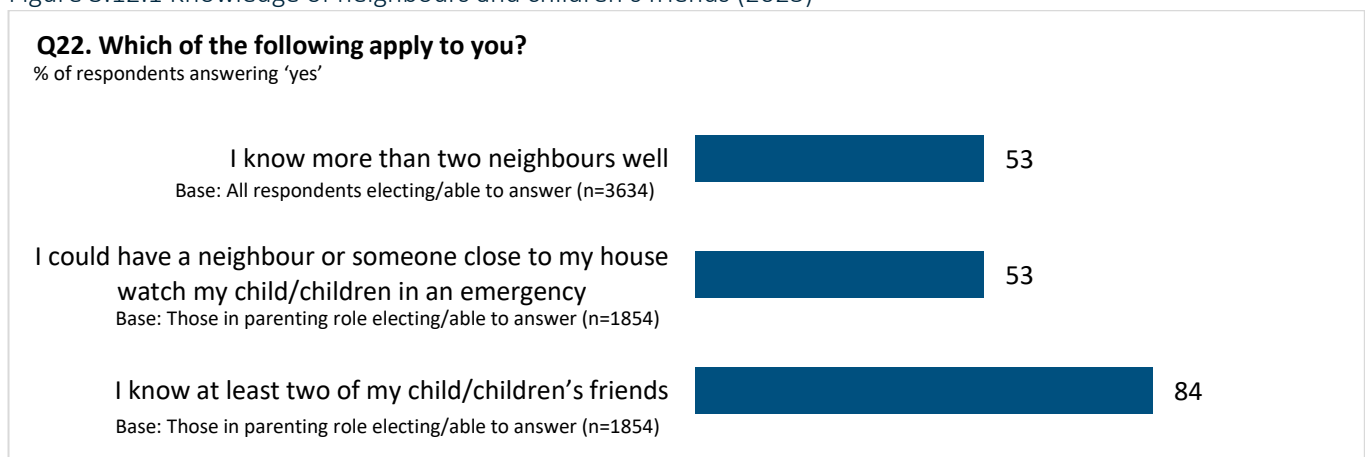 Q22. Which of the following apply to you?
% of respondents answering ‘yes’
I know more than two neighbours well
Base: All respondents electing/able to answer (n=3634)
53
I could have a neighbour or someone close to my house
watch my child/children in an emergency
Base: Those in parenting role electing/able to answer (n=1854)
53
I know at least two of my child/children’s friends
Base: Those in parenting role electing/able to answer (n=1854)
84